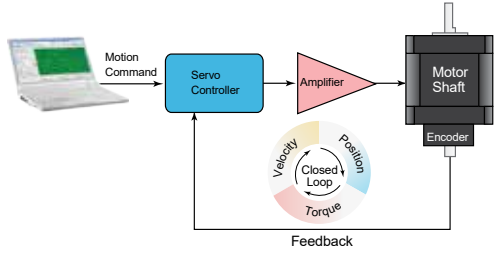 Motion
Command
Servo
Controller
Amplifier
Motor
Shaft
Encoder
Velocity
Position
Closed
Loop
Torque
Feedback